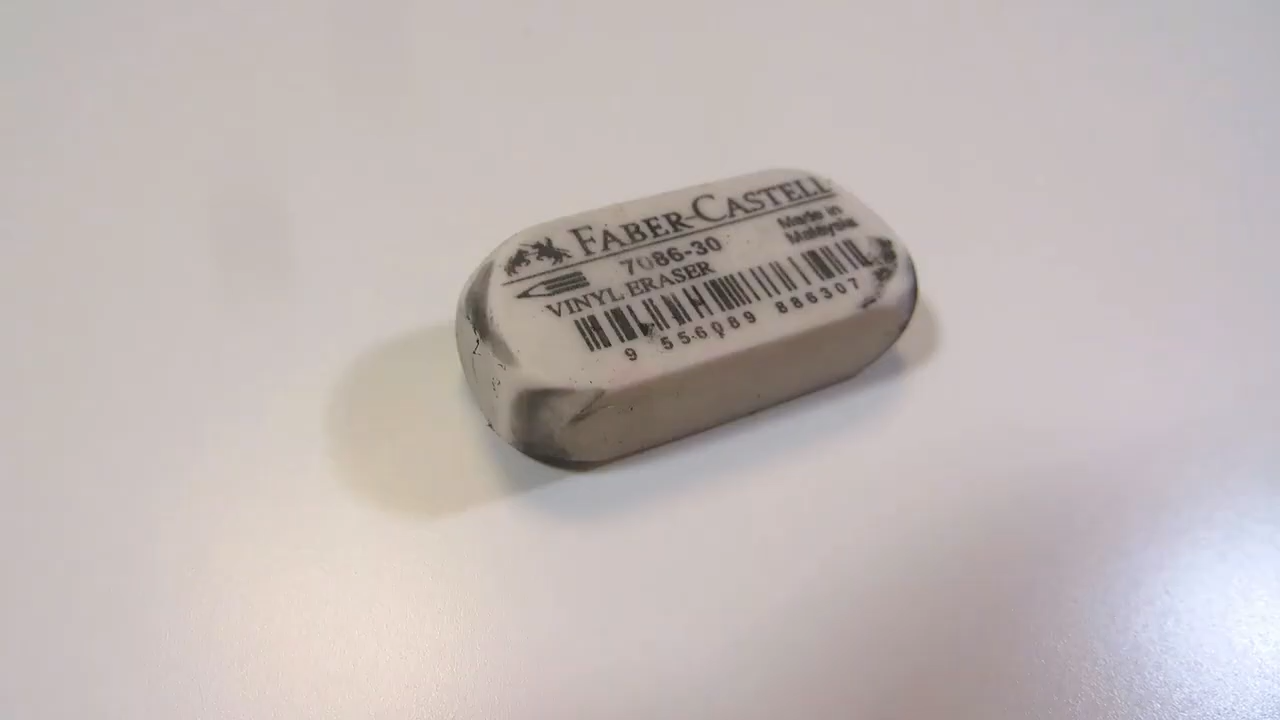 FABER-CASTELL
7086-30
Made in
Malaysia
VINYL ERASER
9 556089 886307